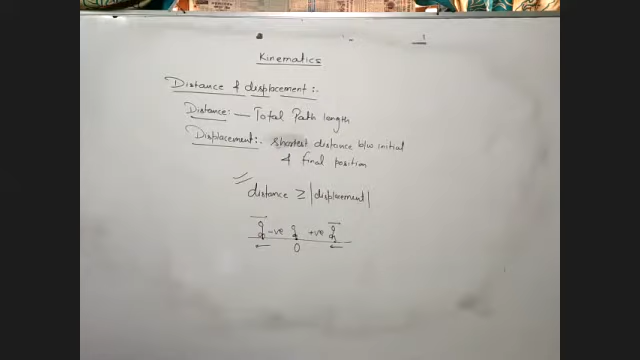 Kinematics
Distance & displacement:.
Distance:- Total Path length
Displacement:. shortest distance b/w initial
& final position
distance ≥ |displacement|
-ve +ve
0